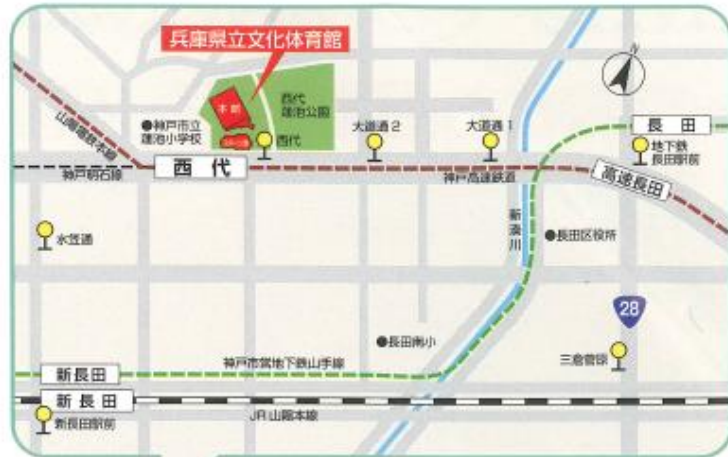 兵庫県立文化体育館
N
本館
西代
蓮池公園
●神戸市立
蓮池小学校
西代
大道通2
大道通1
長田
地下鉄
長田駅前
山陽電鉄本線
神戸明石線
西代
神戸高速鉄道
高速長田
水笠通
新湊川
●長田区役所
28
●長田南小
三倉菅原
神戸市営地下鉄山手線
新長田
新長田
JR山陽本線
新長田駅前